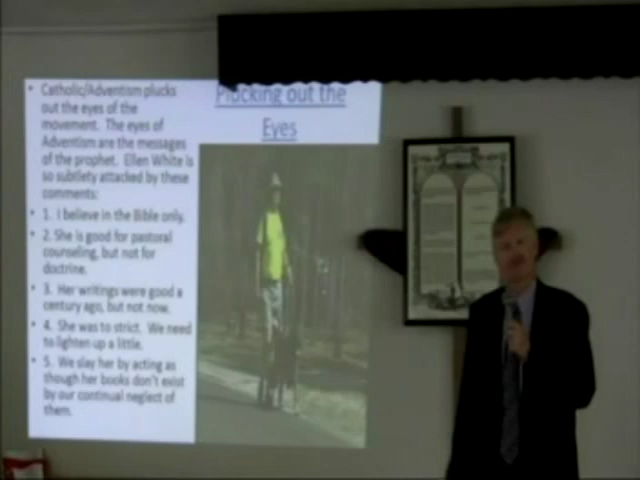 Plucking out the
Eyes
• Catholic/Adventism plucks
out the eyes of the
movement. The eyes of
Adventism are the messages
of the prophet. Ellen White is
so subtlety attacked by these
comments:
• 1. I believe in the Bible only.
• 2. She is good for pastoral
counseling, but not for
doctrine.
• 3. Her writings were good a
century ago, but not now.
• 4. She was to strict. We need
to lighten up a little.
• 5. We slay her by acting as
though her books don't exist
by our continual neglect of
them.